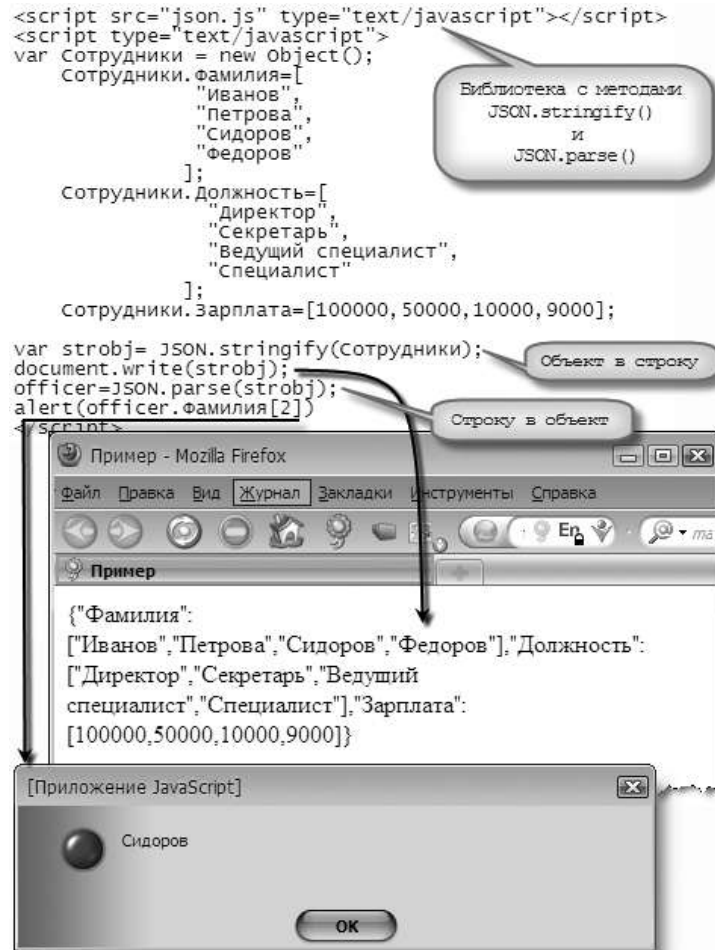 <script src="json.js" type="text/javascript"></script>
<script type="text/javascript">
var Сотрудники = new Object();
Сотрудники.Фамилия=[
"Иванов",
"Петрова",
"Сидоров",
"Федоров"
];
Библиотека с методами
JSON.stringify()
и
JSON.parse()
Сотрудники.Должность=[
"Директор",
"Секретарь",
"Ведущий специалист",
"Специалист"
];
Сотрудники.Зарплата=[100000,50000,10000,9000];
var strobj= JSON.stringify(Сотрудники);
Объект в строку
document.write(strobj);
officer=JSON.parse(strobj);
Строку в объект
alert(officer.Фамилия[2])
</script>
Пример - Mozilla Firefox
Файл Правка Вид Журнал Закладки Инструменты Справка
En
ma
Пример
{"Фамилия":
["Иванов","Петрова","Сидоров","Федоров"],"Должность":
["Директор","Секретарь","Ведущий
специалист","Специалист"],"Зарплата":
[100000,50000,10000,9000]}
[Приложение JavaScript]
Сидоров
OK